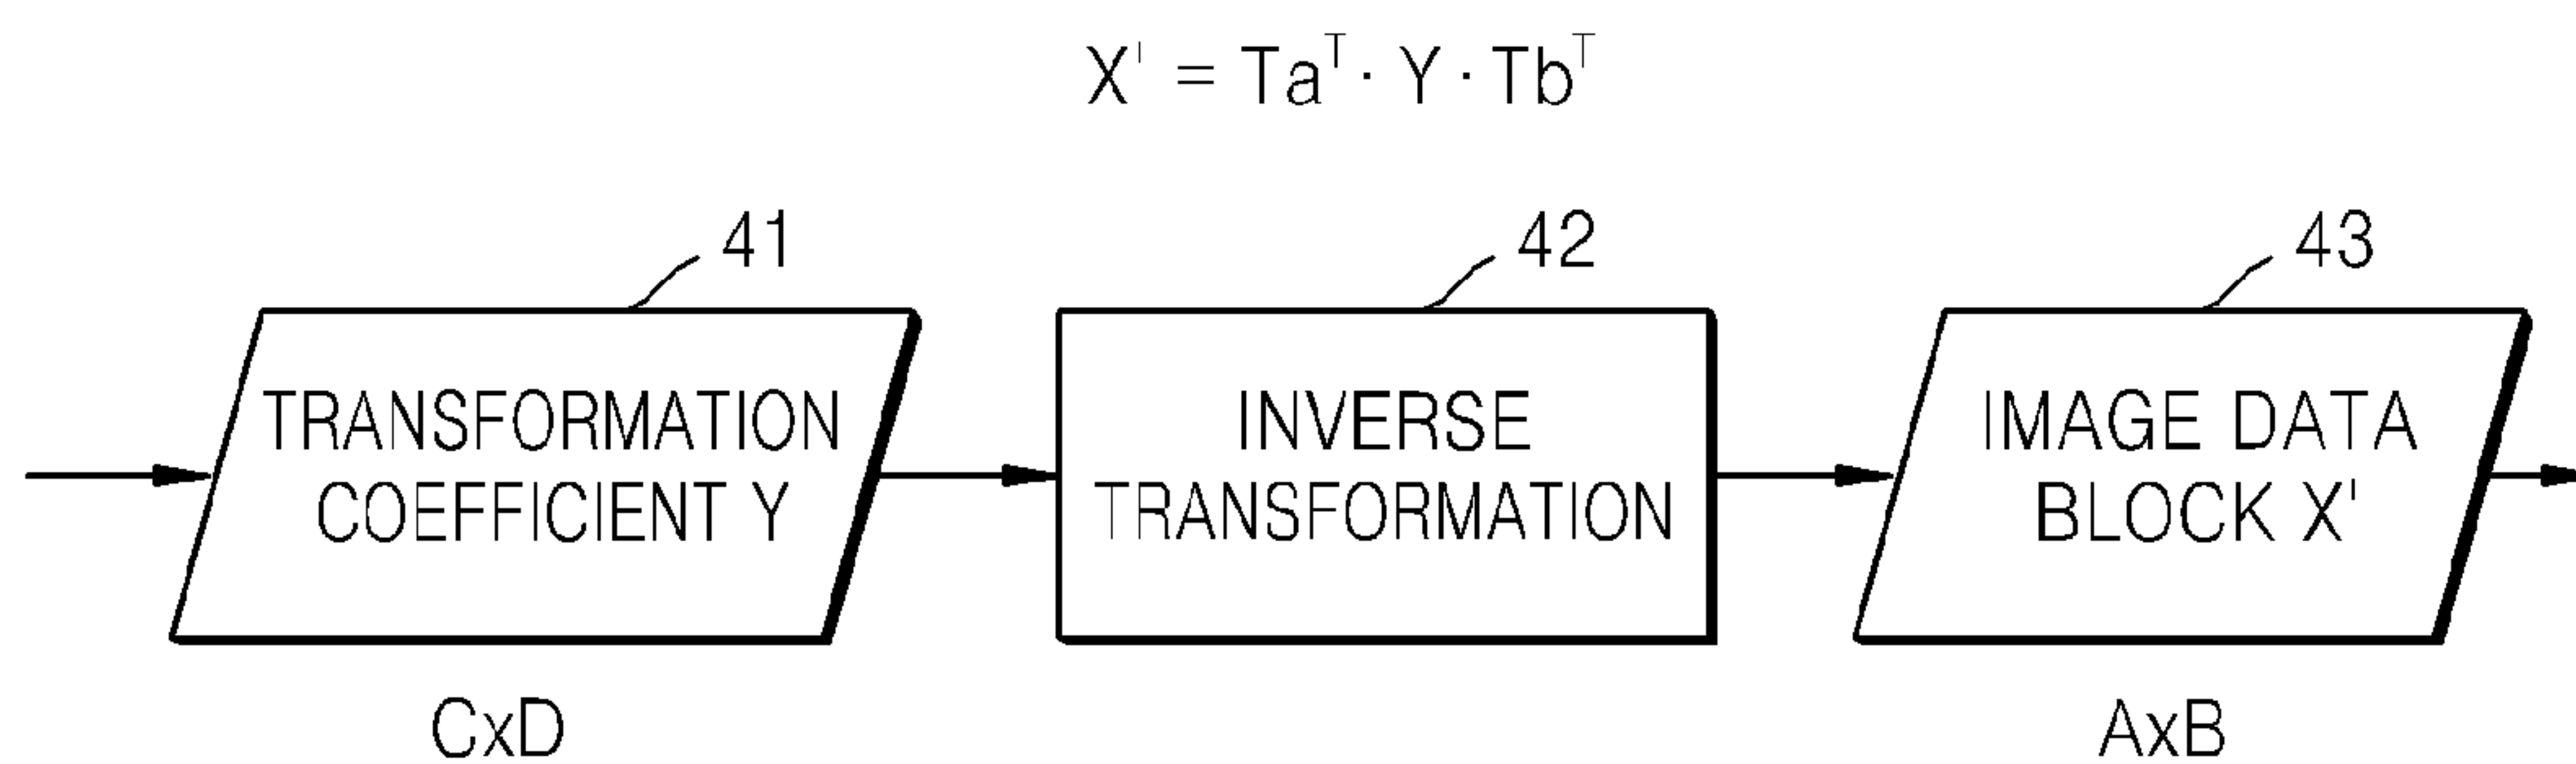 X' = Ta^T · Y · Tb^T
41
42
43
TRANSFORMATION
COEFFICIENT Y
INVERSE
TRANSFORMATION
IMAGE DATA
BLOCK X'
CxD
AxB